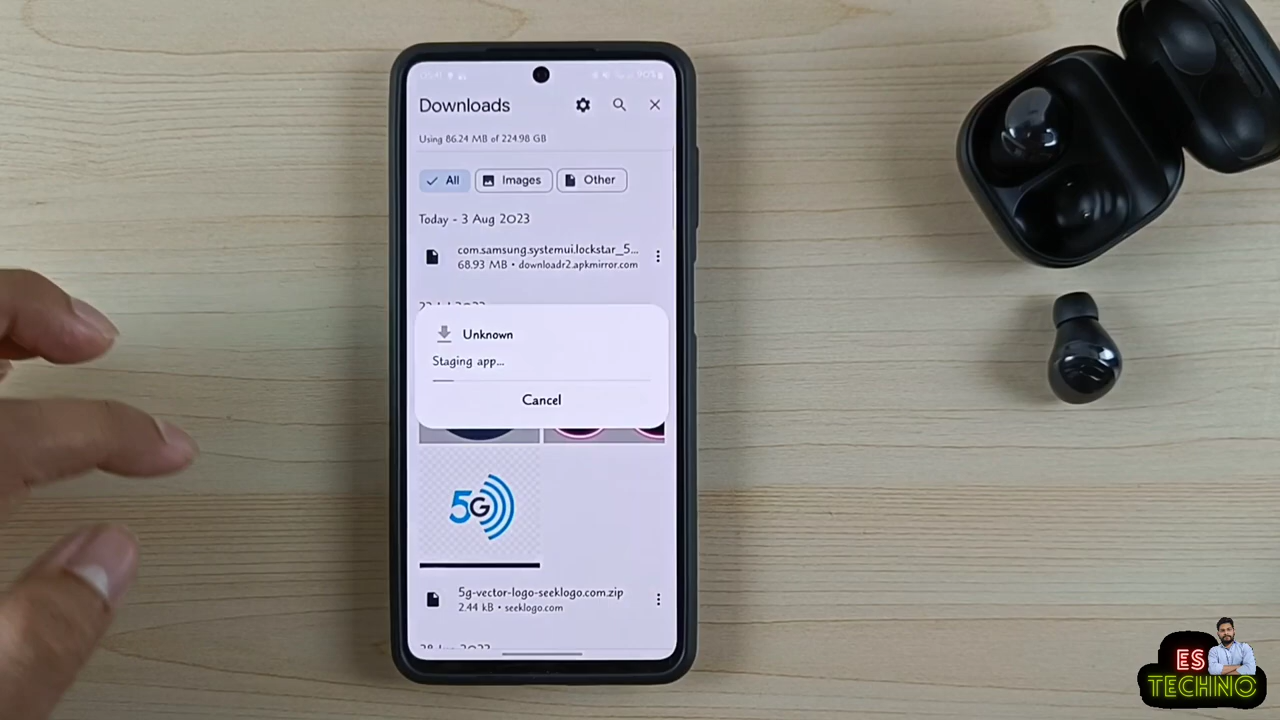 Downloads
Using 86.24 MB of 224.98 GB
All
Images
Other
Today - 3 Aug 2023
com.samsung.systemui.lockstar_5...
68.93 MB • downloadr2.apkmirror.com
Unknown
Staging app...
Cancel
5G
5g-vector-logo-seeklogo.com.zip
2.44 kB • seeklogo.com
ES
TECHNO